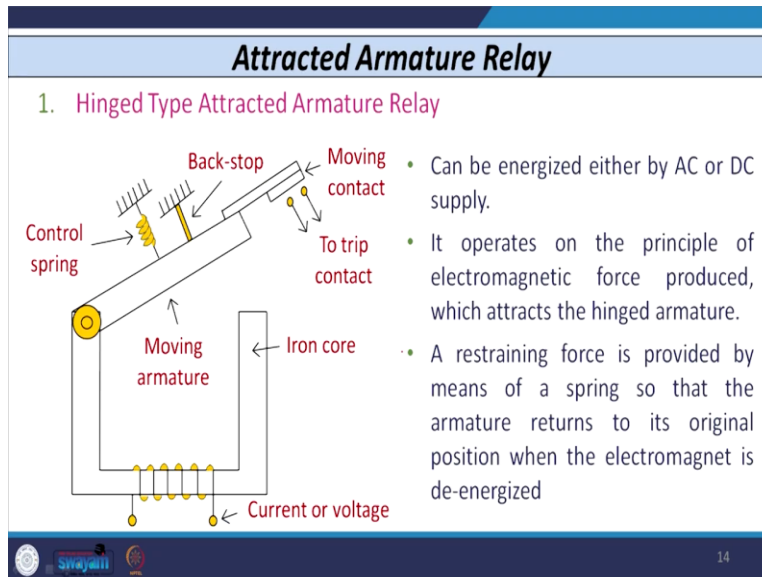 Attracted Armature Relay
1. Hinged Type Attracted Armature Relay
Back-stop
Moving
contact
Control
spring
To trip
contact
Moving
armature
Iron core
Current or voltage
• Can be energized either by AC or DC
supply.
• It operates on the principle of
electromagnetic force produced,
which attracts the hinged armature.
• A restraining force is provided by
means of a spring so that the
armature returns to its original
position when the electromagnet is
de-energized
swayam
14